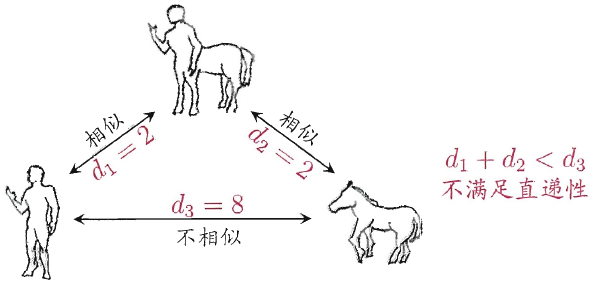 相似
d₁ = 2
相似
d₂ = 2
d₃ = 8
不相似
d₁ + d₂ < d₃
不满足直递性